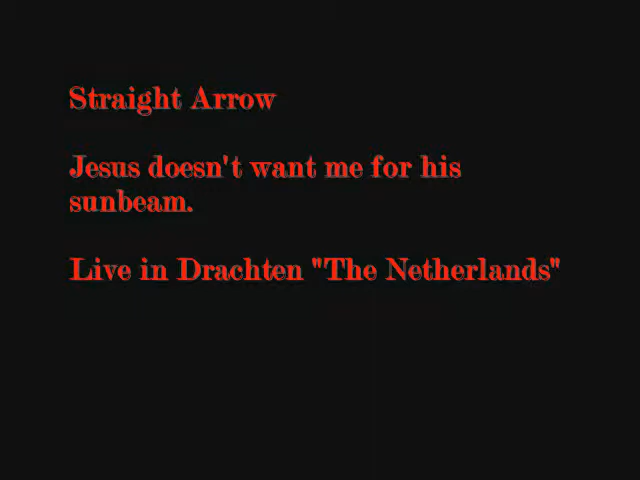 Straight Arrow
Jesus doesn't want me for his
sunbeam.
Live in Drachten "The Netherlands"